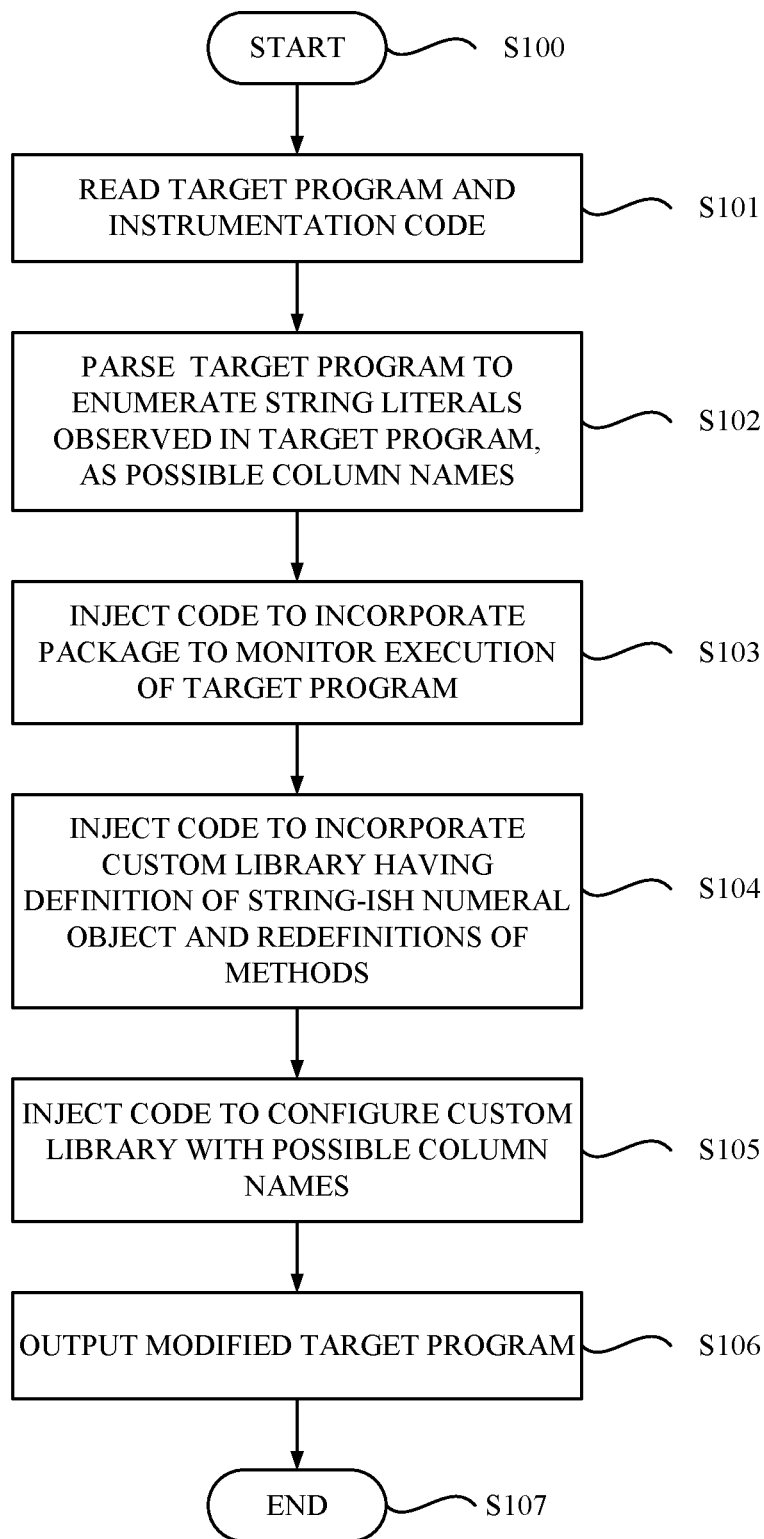 START
S100
READ TARGET PROGRAM AND
INSTRUMENTATION CODE
S101
PARSE TARGET PROGRAM TO
ENUMERATE STRING LITERALS
OBSERVED IN TARGET PROGRAM,
AS POSSIBLE COLUMN NAMES
S102
INJECT CODE TO INCORPORATE
PACKAGE TO MONITOR EXECUTION
OF TARGET PROGRAM
S103
INJECT CODE TO INCORPORATE
CUSTOM LIBRARY HAVING
DEFINITION OF STRING-ISH NUMERAL
OBJECT AND REDEFINITIONS OF
METHODS
S104
INJECT CODE TO CONFIGURE CUSTOM
LIBRARY WITH POSSIBLE COLUMN
NAMES
S105
OUTPUT MODIFIED TARGET PROGRAM
S106
END
S107